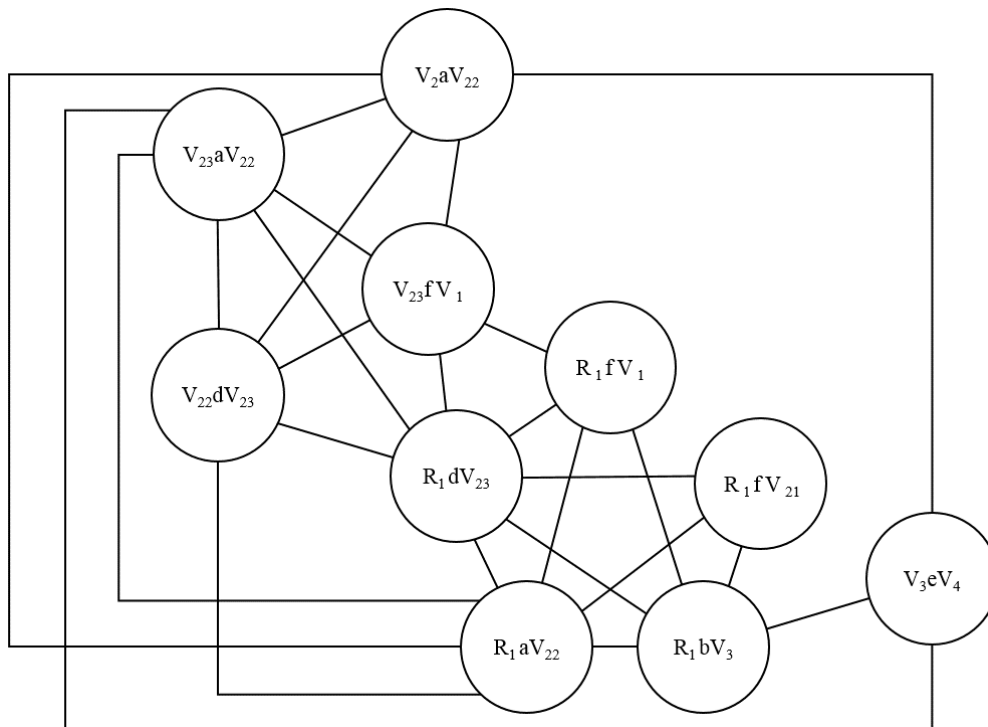 V₂aV₂₂
V₂₃aV₂₂
V₂₃fV₁
R₁fV₁
V₂₂dV₂₃
R₁dV₂₃
R₁fV₂₁
V₃eV₄
R₁aV₂₂
R₁bV₃